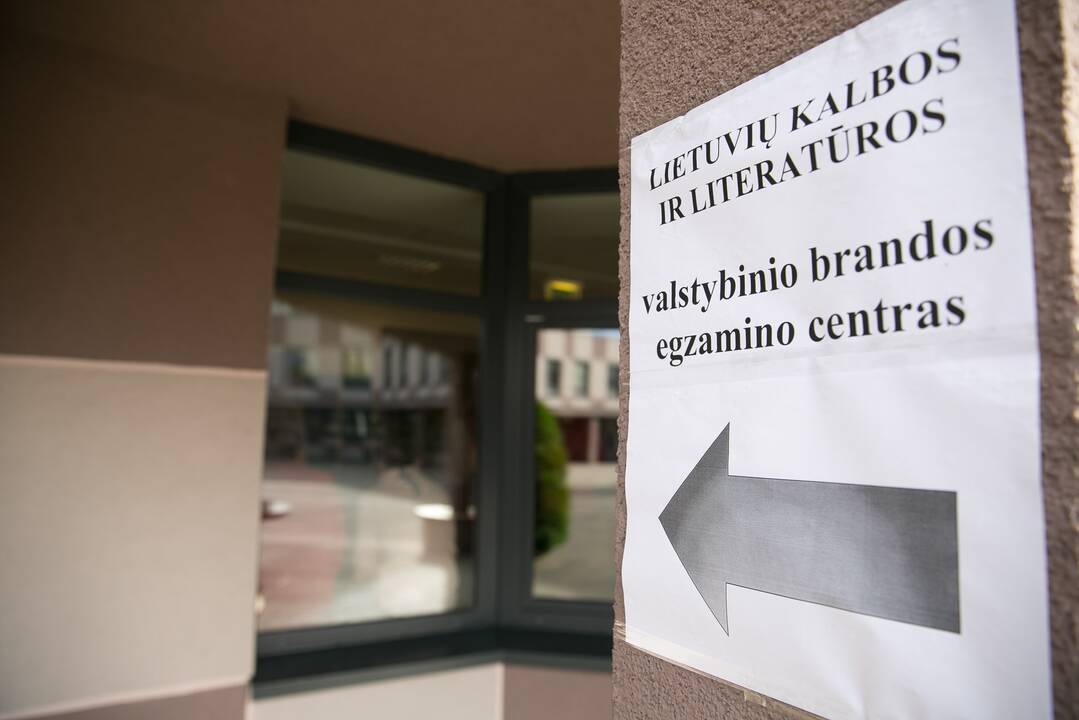 LIETUVIŲ KALBOS
IR LITERATŪROS
valstybinio brandos
egzamino centras